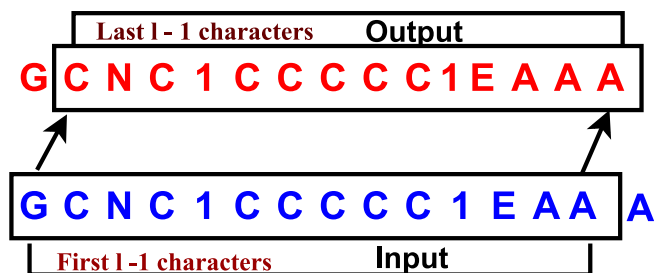 Last l - 1 characters Output
G C N C 1 C C C C C 1 E A A A
G C N C 1 C C C C C 1 E A A A
First l -1 characters Input